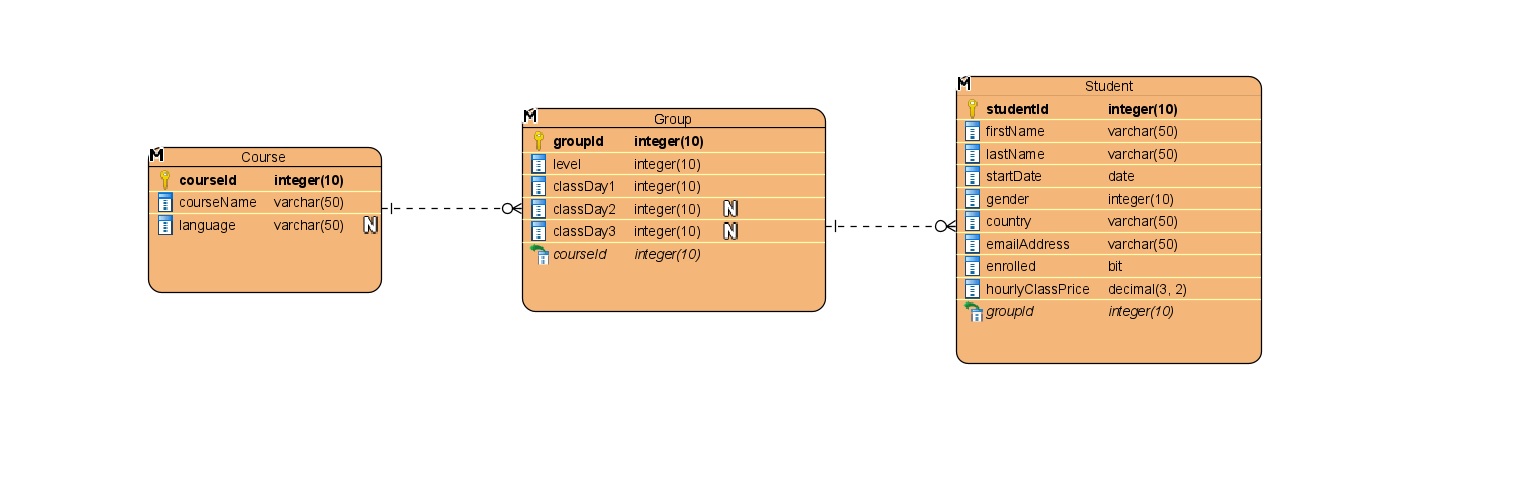 M
Course
courseId integer(10)
courseName varchar(50)
language varchar(50) N
M
Group
groupId integer(10)
level integer(10)
classDay1 integer(10)
classDay2 integer(10) N
classDay3 integer(10) N
courseId integer(10)
M
Student
studentId integer(10)
firstName varchar(50)
lastName varchar(50)
startDate date
gender integer(10)
country varchar(50)
emailAddress varchar(50)
enrolled bit
hourlyClassPrice decimal(3, 2)
groupId integer(10)